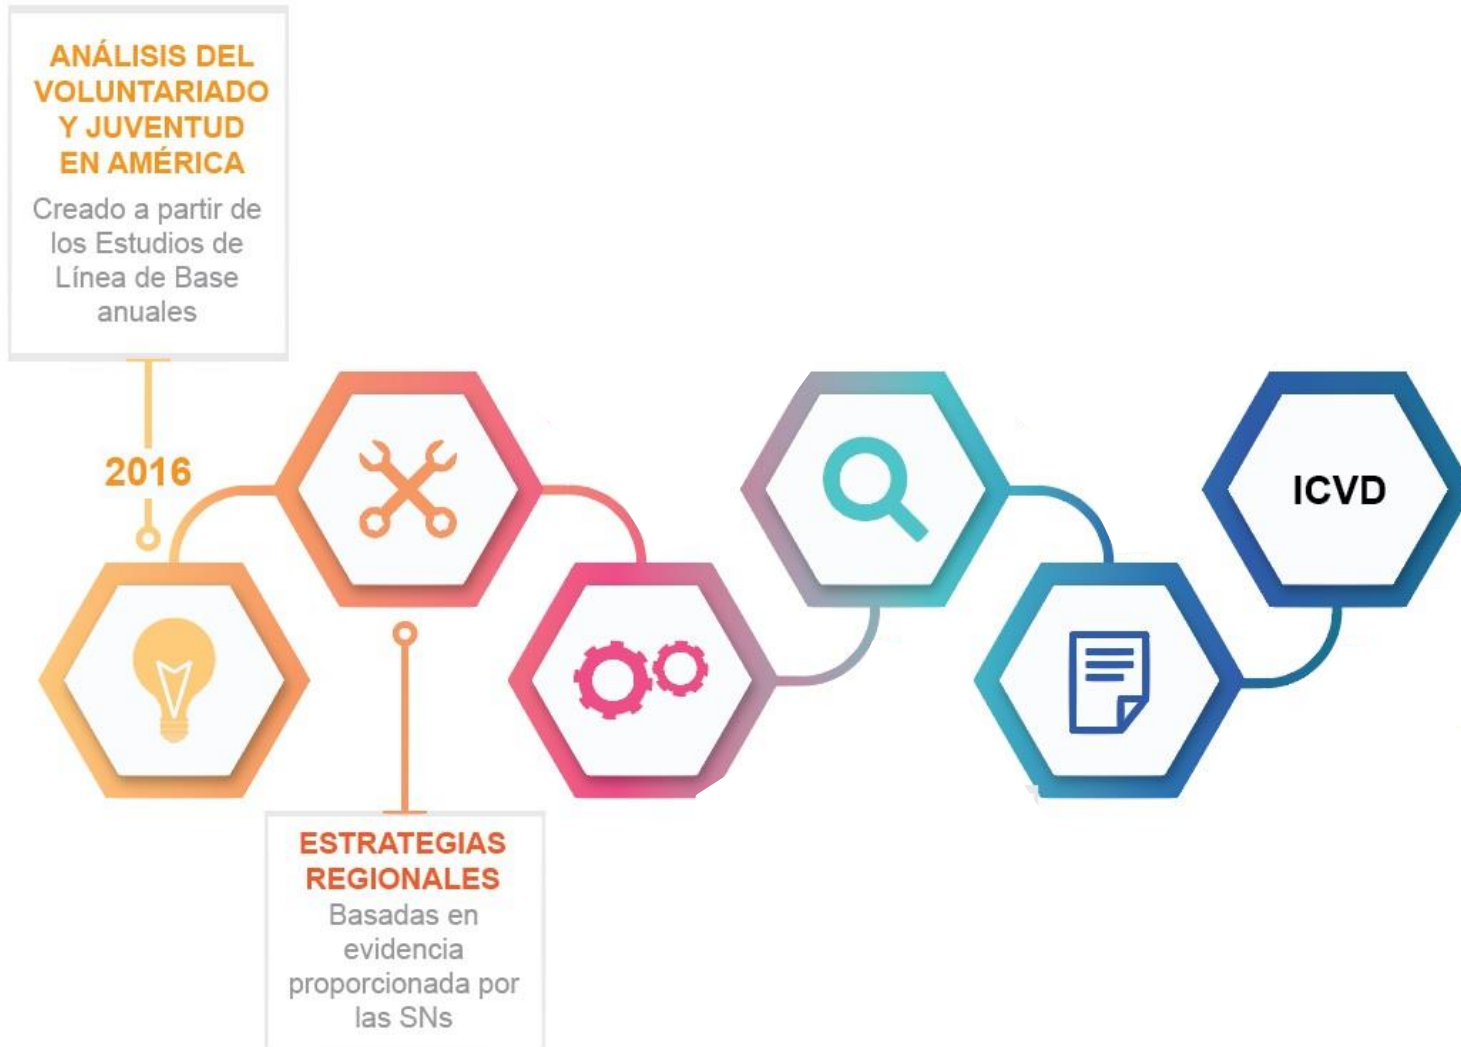 ANÁLISIS DEL
VOLUNTARIADO
Y JUVENTUD
EN AMÉRICA
Creado a partir de
los Estudios de
Línea de Base
anuales
2016
ICVD
ESTRATEGIAS
REGIONALES
Basadas en
evidencia
proporcionada por
las SNs